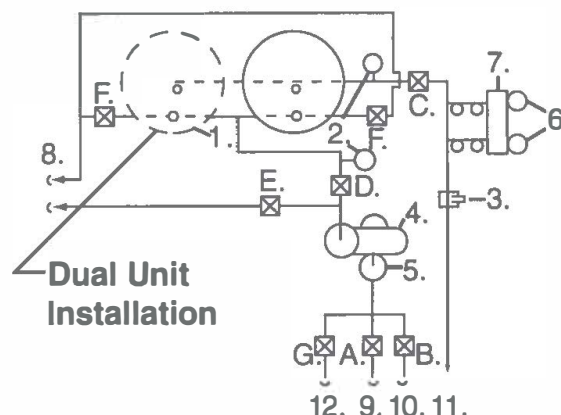 7.
F.
1.
2.
F.
C.
6.
8.
D.
E.
3.
4.
5.
Dual Unit
Installation
G.
A.
B.
12.
9.
10.
11.